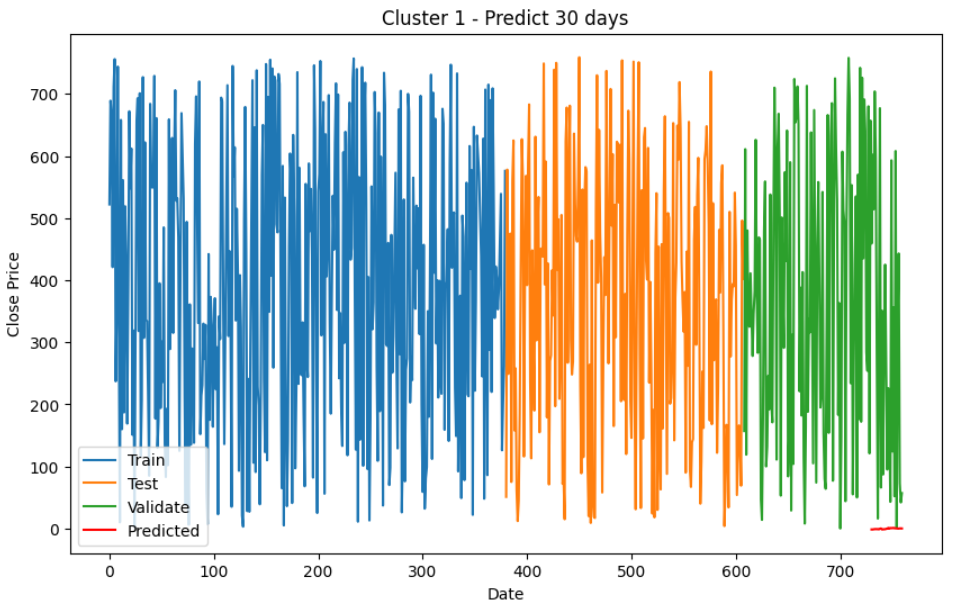 Cluster 1 - Predict 30 days
Close Price
700
600
500
400
300
200
100
0
Train
Test
Validate
Predicted
0 100 200 300 400 500 600 700
Date